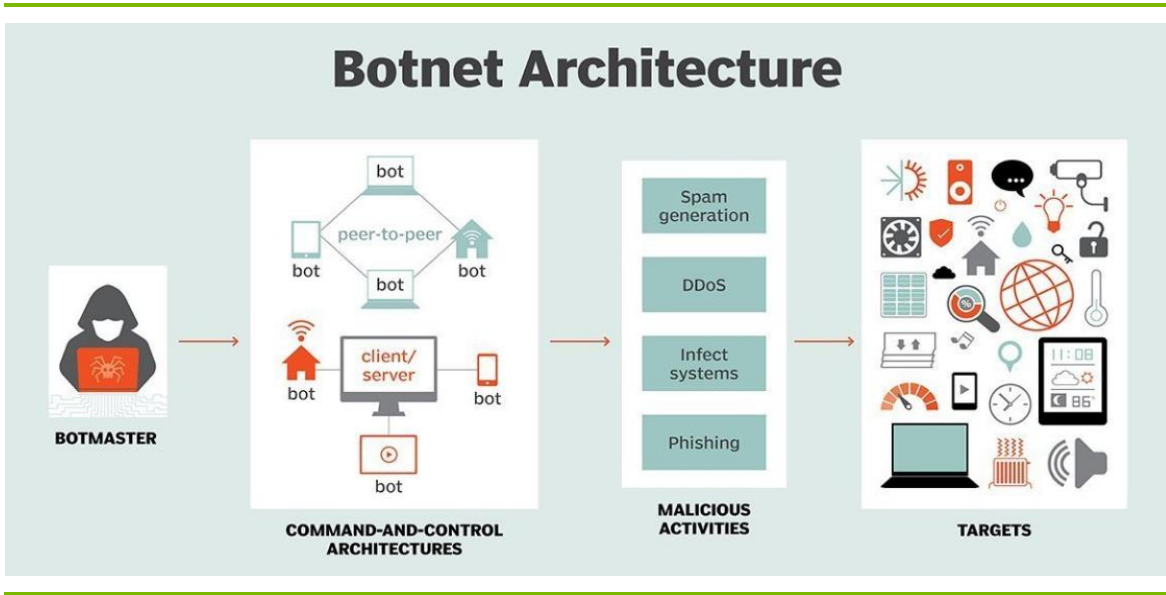 Botnet Architecture
bot
peer-to-peer
bot
bot
bot
client/
server
bot
bot
bot
Spam
generation
DDoS
Infect
systems
Phishing
%
11:08
86°
BOTMASTER
COMMAND-AND-CONTROL
ARCHITECTURES
MALICIOUS
ACTIVITIES
TARGETS